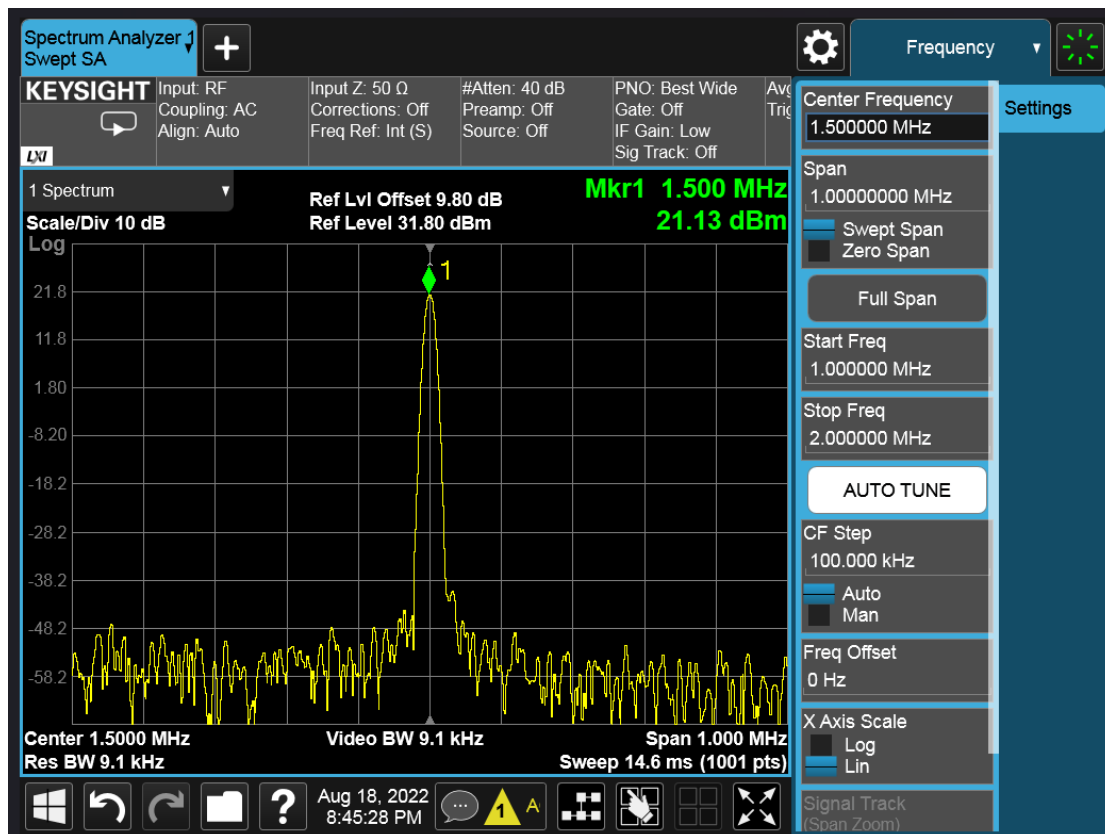 Spectrum Analyzer 1
Swept SA
Frequency
KEYSIGHT
LXI
Input: RF
Coupling: AC
Align: Auto
Input Z: 50 Ω
Corrections: Off
Freq Ref: Int (S)
#Atten: 40 dB
Preamp: Off
Source: Off
PNO: Best Wide
Gate: Off
IF Gain: Low
Sig Track: Off
Avg
Trig
1 Spectrum
Scale/Div 10 dB
Ref Lvl Offset 9.80 dB
Ref Level 31.80 dBm
Mkr1 1.500 MHz
21.13 dBm
Log
1
21.8
11.8
1.80
-8.20
-18.2
-28.2
-38.2
-48.2
-58.2
Center 1.5000 MHz
Video BW 9.1 kHz
Span 1.000 MHz
Res BW 9.1 kHz
Sweep 14.6 ms (1001 pts)
Center Frequency
1.500000 MHz
Settings
Span
1.00000000 MHz
Swept Span
Zero Span
Full Span
Start Freq
1.000000 MHz
Stop Freq
2.000000 MHz
AUTO TUNE
CF Step
100.000 kHz
Auto
Man
Freq Offset
0 Hz
X Axis Scale
Log
Lin
Signal Track
(Span Zoom)
?
Aug 18, 2022
8:45:28 PM
1
A